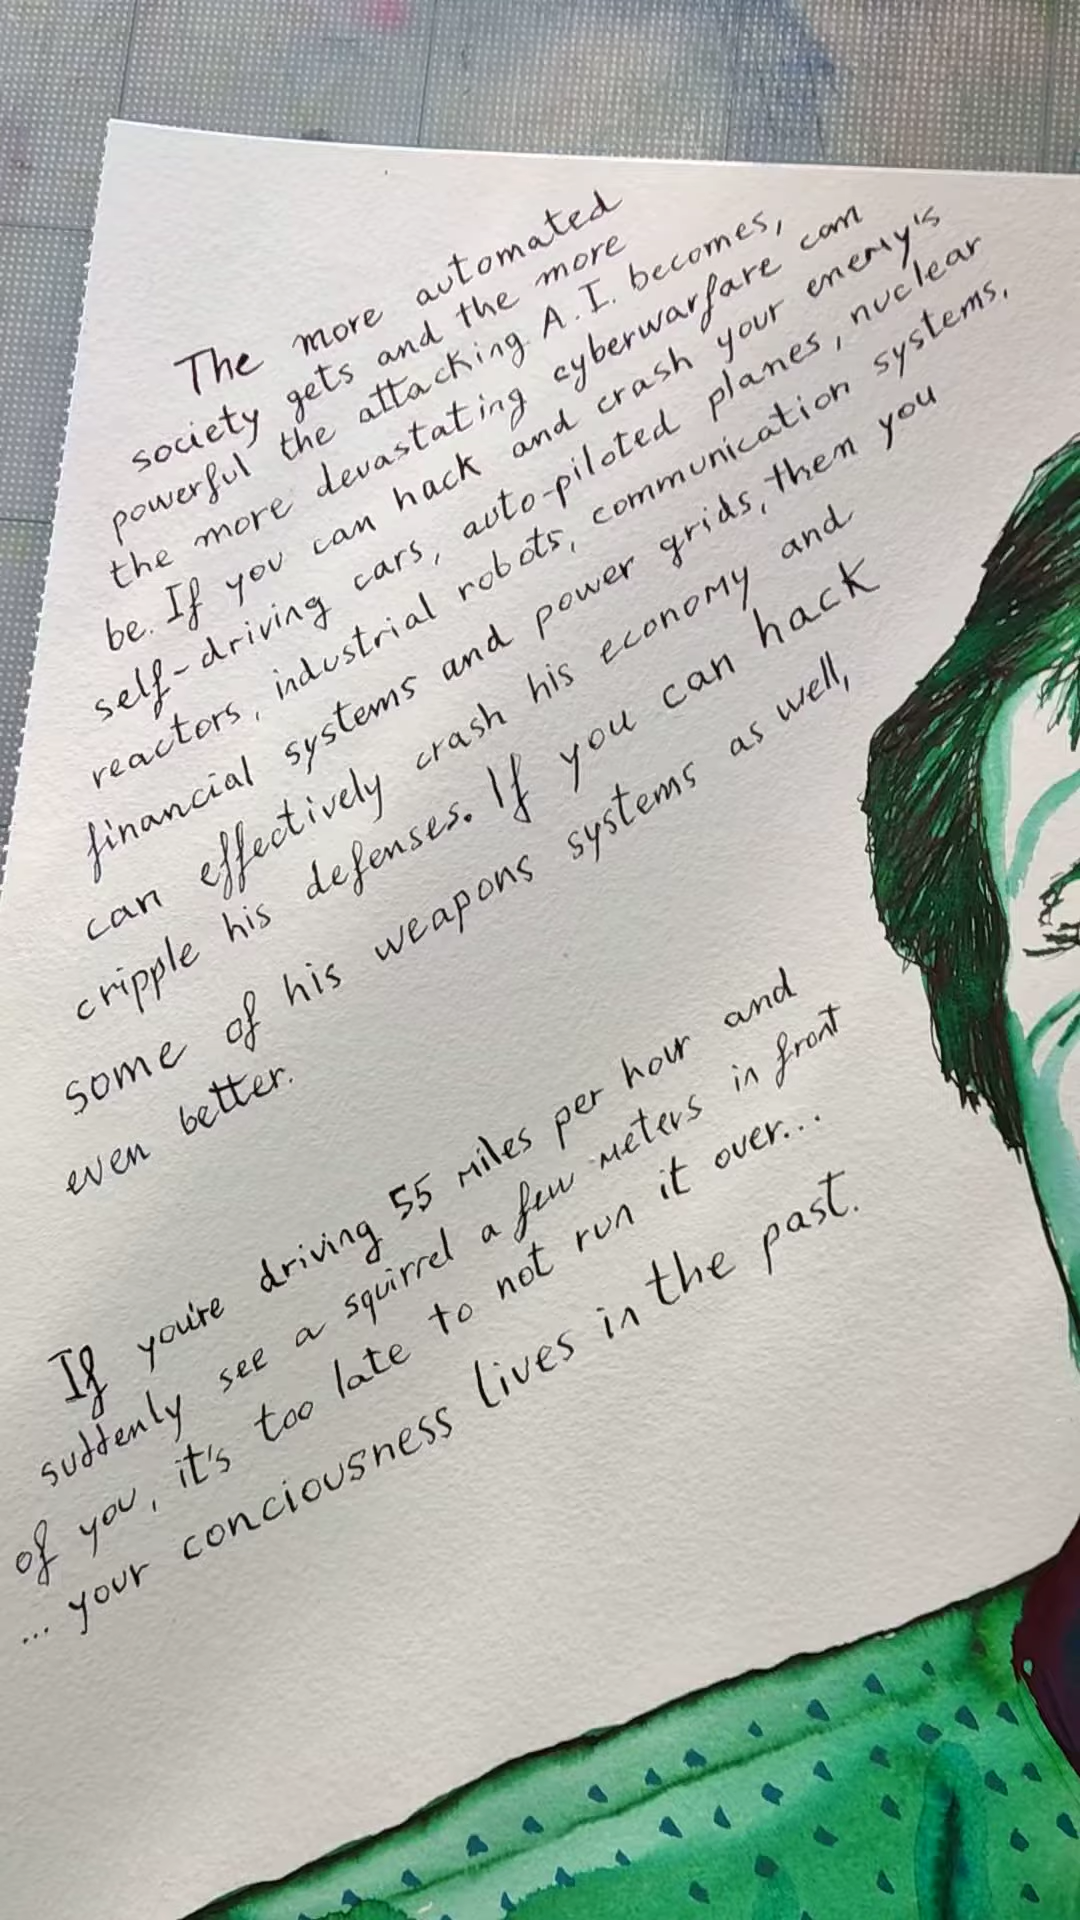 The more automated
society gets and the more
powerful the attacking A.I. becomes,
the more devastating cyberwarfare can
be. If you can hack and crash your enemy's
self-driving cars, auto-piloted planes, nuclear
reactors, industrial robots, communication systems,
financial systems and power grids, then you
can effectively crash his economy and
cripple his defenses. If you can hack
some of his weapons systems as well,
even better.
If you're driving 55 miles per hour and
suddenly see a squirrel a few meters in front
of you, it's too late to not run it over...
... your conciousness lives in the past.